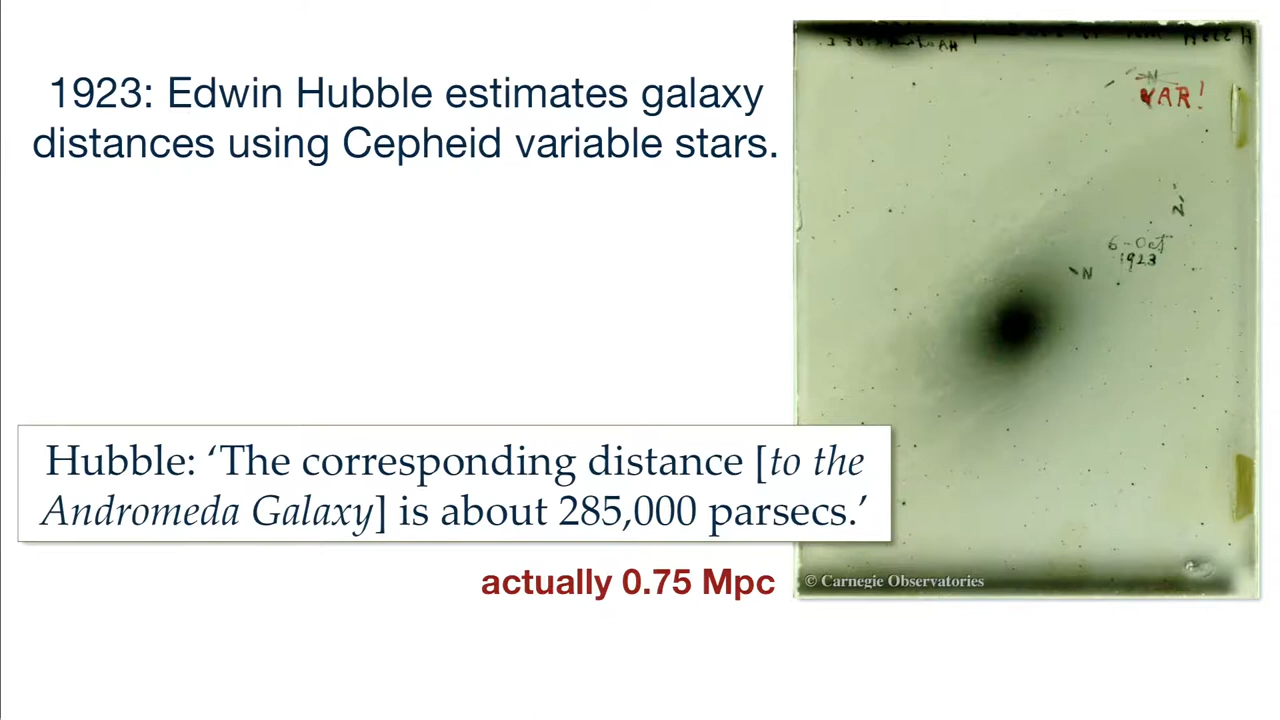 1923: Edwin Hubble estimates galaxy
distances using Cepheid variable stars.
VAR!
N
6-Oct
1923
N
Hubble: ‘The corresponding distance [to the
Andromeda Galaxy] is about 285,000 parsecs.’
actually 0.75 Mpc
© Carnegie Observatories